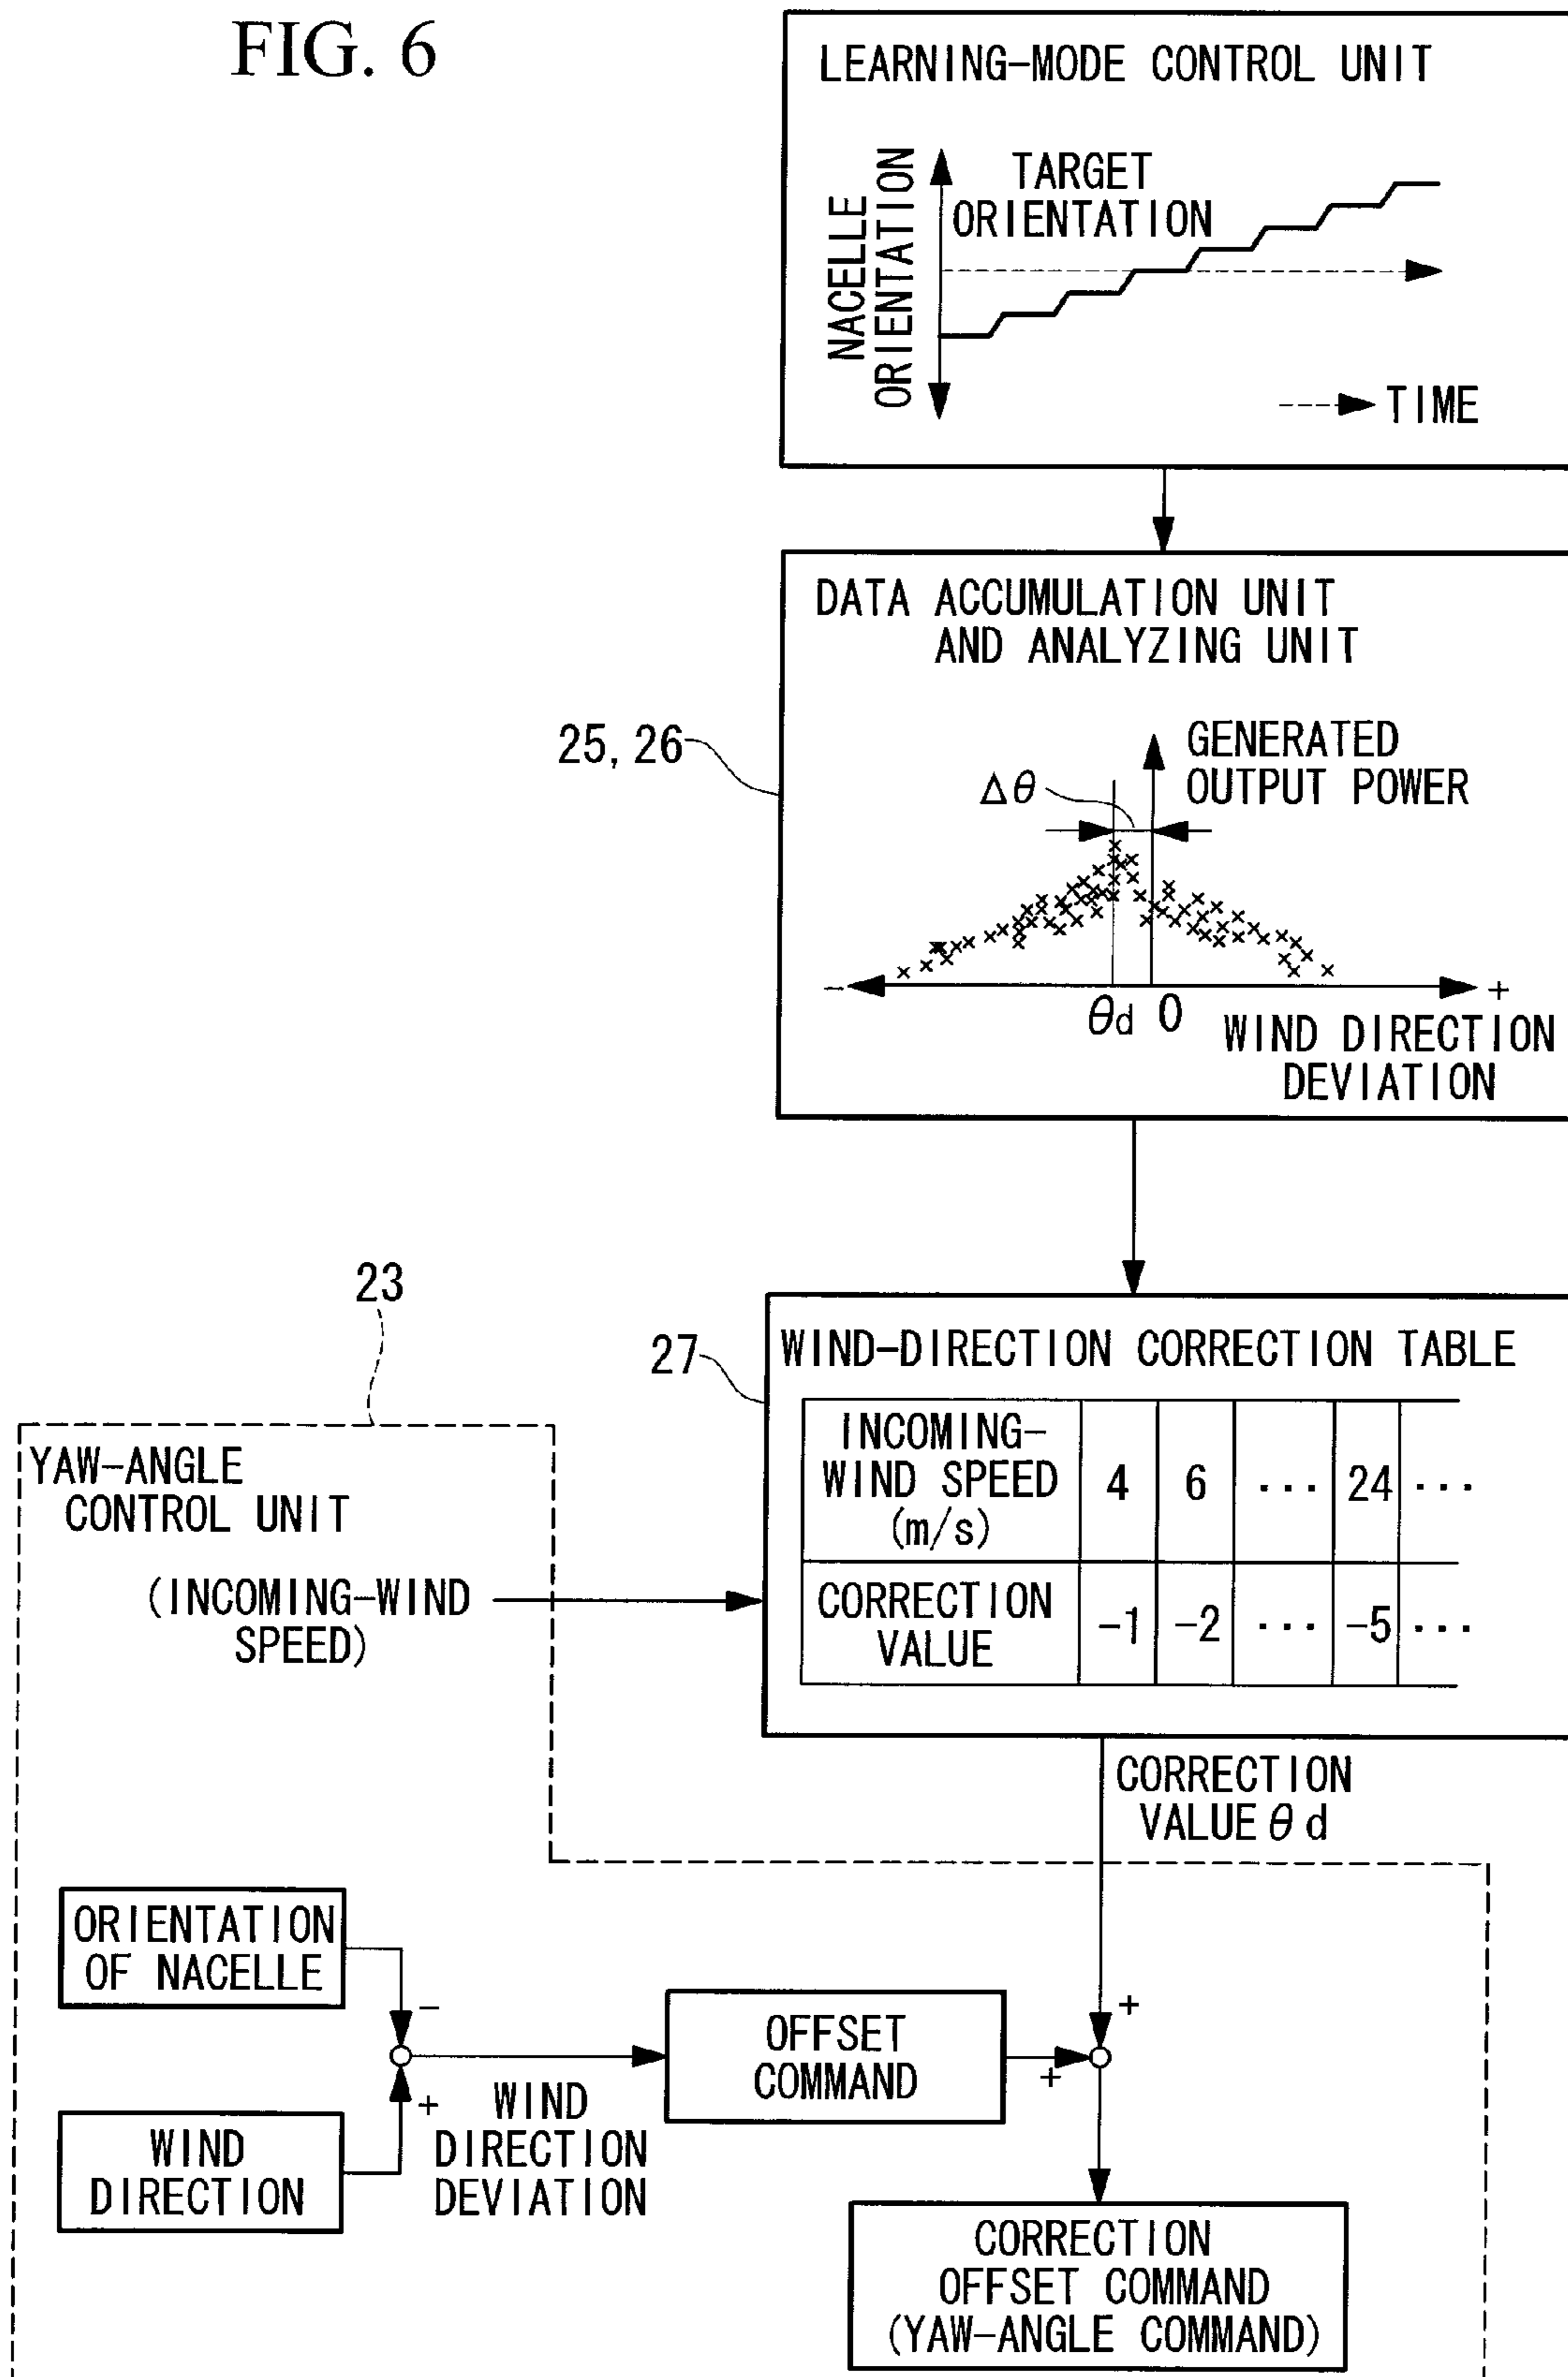 FIG. 6
LEARNING-MODE CONTROL UNIT
NACELLE
ORIENTATION
TARGET
ORIENTATION
TIME
DATA ACCUMULATION UNIT
AND ANALYZING UNIT
25, 26
GENERATED
OUTPUT POWER
Δθ
-
+
θd 0
WIND DIRECTION
DEVIATION
23
27
WIND-DIRECTION CORRECTION TABLE
INCOMING-
WIND SPEED
(m/s)
4 6 ... 24 ...
CORRECTION
VALUE
-1 -2 ... -5 ...
YAW-ANGLE
CONTROL UNIT
(INCOMING-WIND
SPEED)
CORRECTION
VALUE θd
ORIENTATION
OF NACELLE
-
+
WIND
DIRECTION
WIND
DIRECTION
DEVIATION
OFFSET
COMMAND
+
+
CORRECTION
OFFSET COMMAND
(YAW-ANGLE COMMAND)